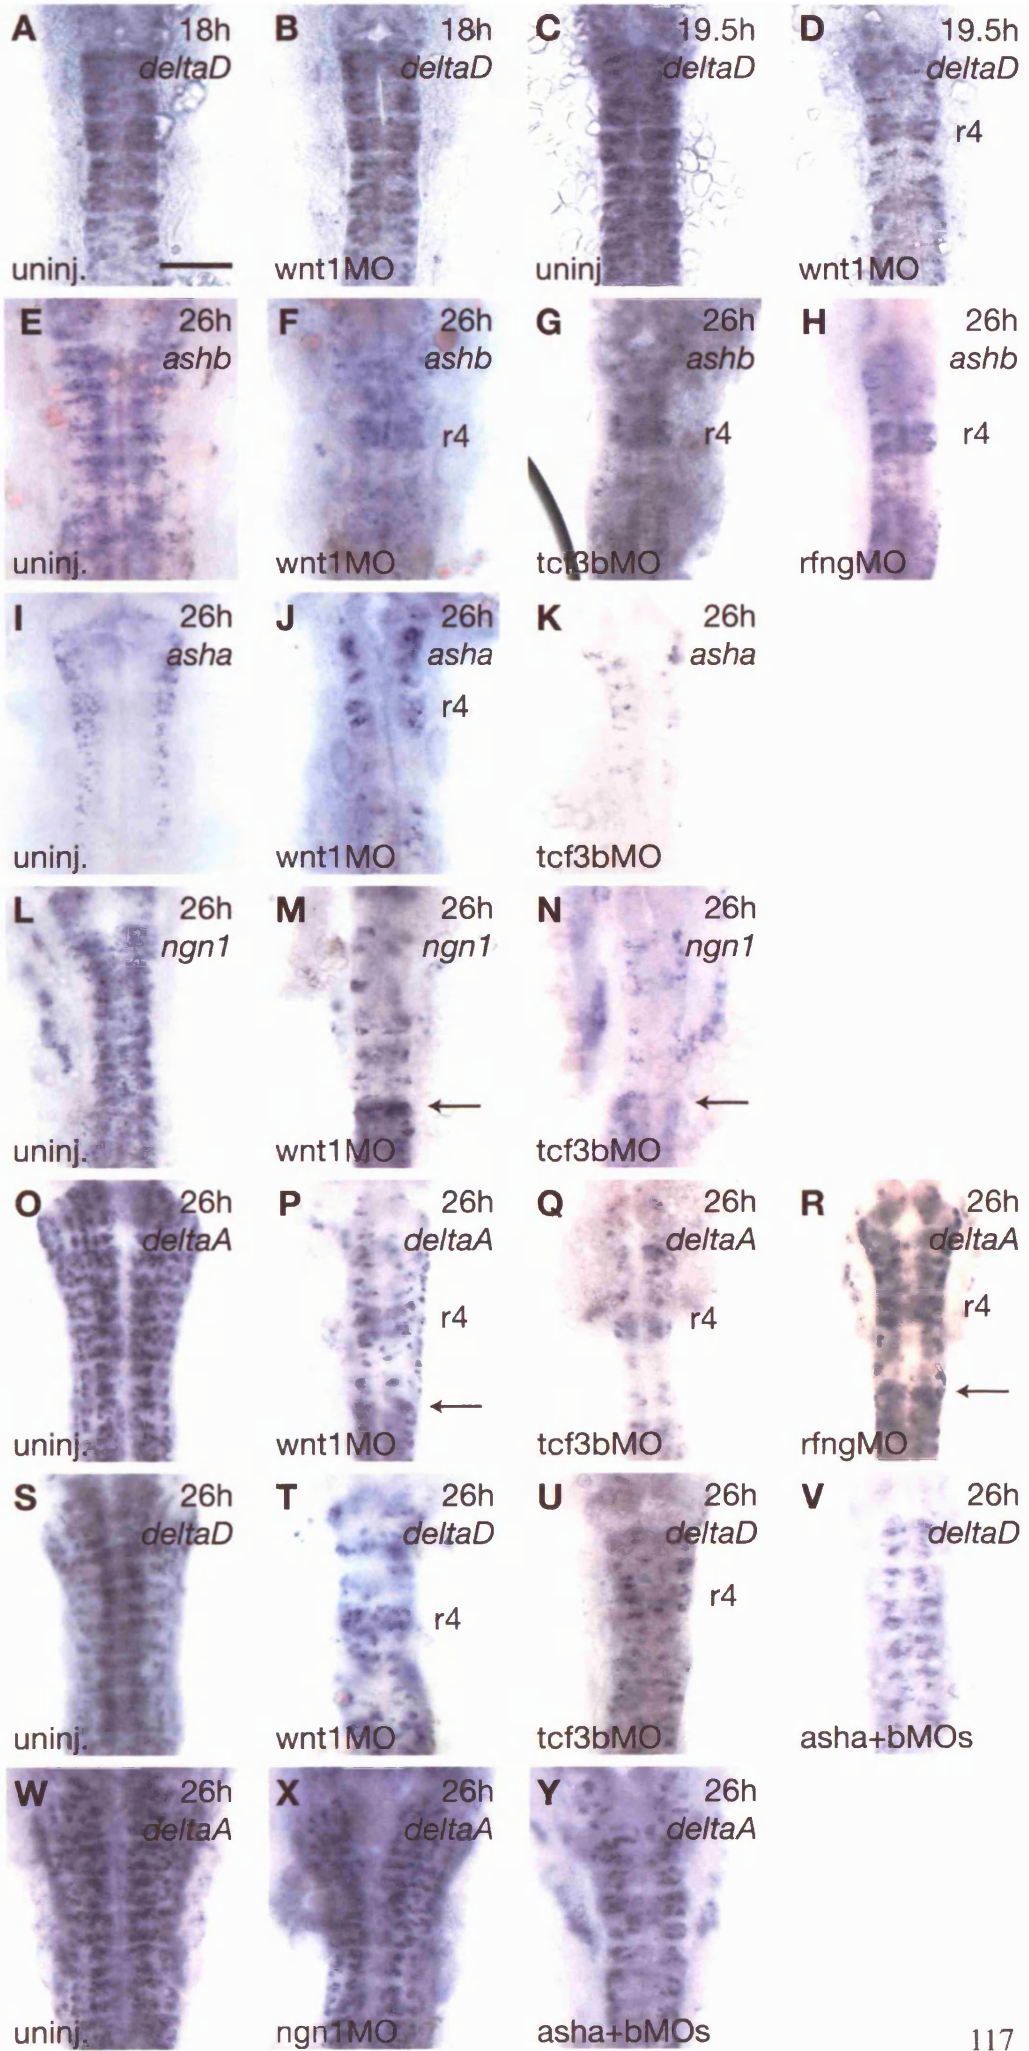 A 18h
deltaD
uninj.
B 18h
deltaD
wnt1MO
C 19.5h
deltaD
uninj
D 19.5h
deltaD
r4
wnt1MO
E 26h
ashb
uninj.
F 26h
ashb
r4
wnt1MO
G 26h
ashb
r4
tcf3bMO
H 26h
ashb
r4
rfngMO
I 26h
asha
uninj.
J 26h
asha
r4
wnt1MO
K 26h
asha
tcf3bMO
L 26h
ngn1
uninj.
M 26h
ngn1
wnt1MO
N 26h
ngn1
tcf3bMO
O 26h
deltaA
uninj.
P 26h
deltaA
r4
wnt1MO
Q 26h
deltaA
r4
tcf3bMO
R 26h
deltaA
r4
rfngMO
S 26h
deltaD
uninj.
T 26h
deltaD
r4
wnt1MO
U 26h
deltaD
r4
tcf3bMO
V 26h
deltaD
asha+bMOs
W 26h
deltaA
uninj.
X 26h
deltaA
ngn1MO
Y 26h
deltaA
asha+bMOs
117